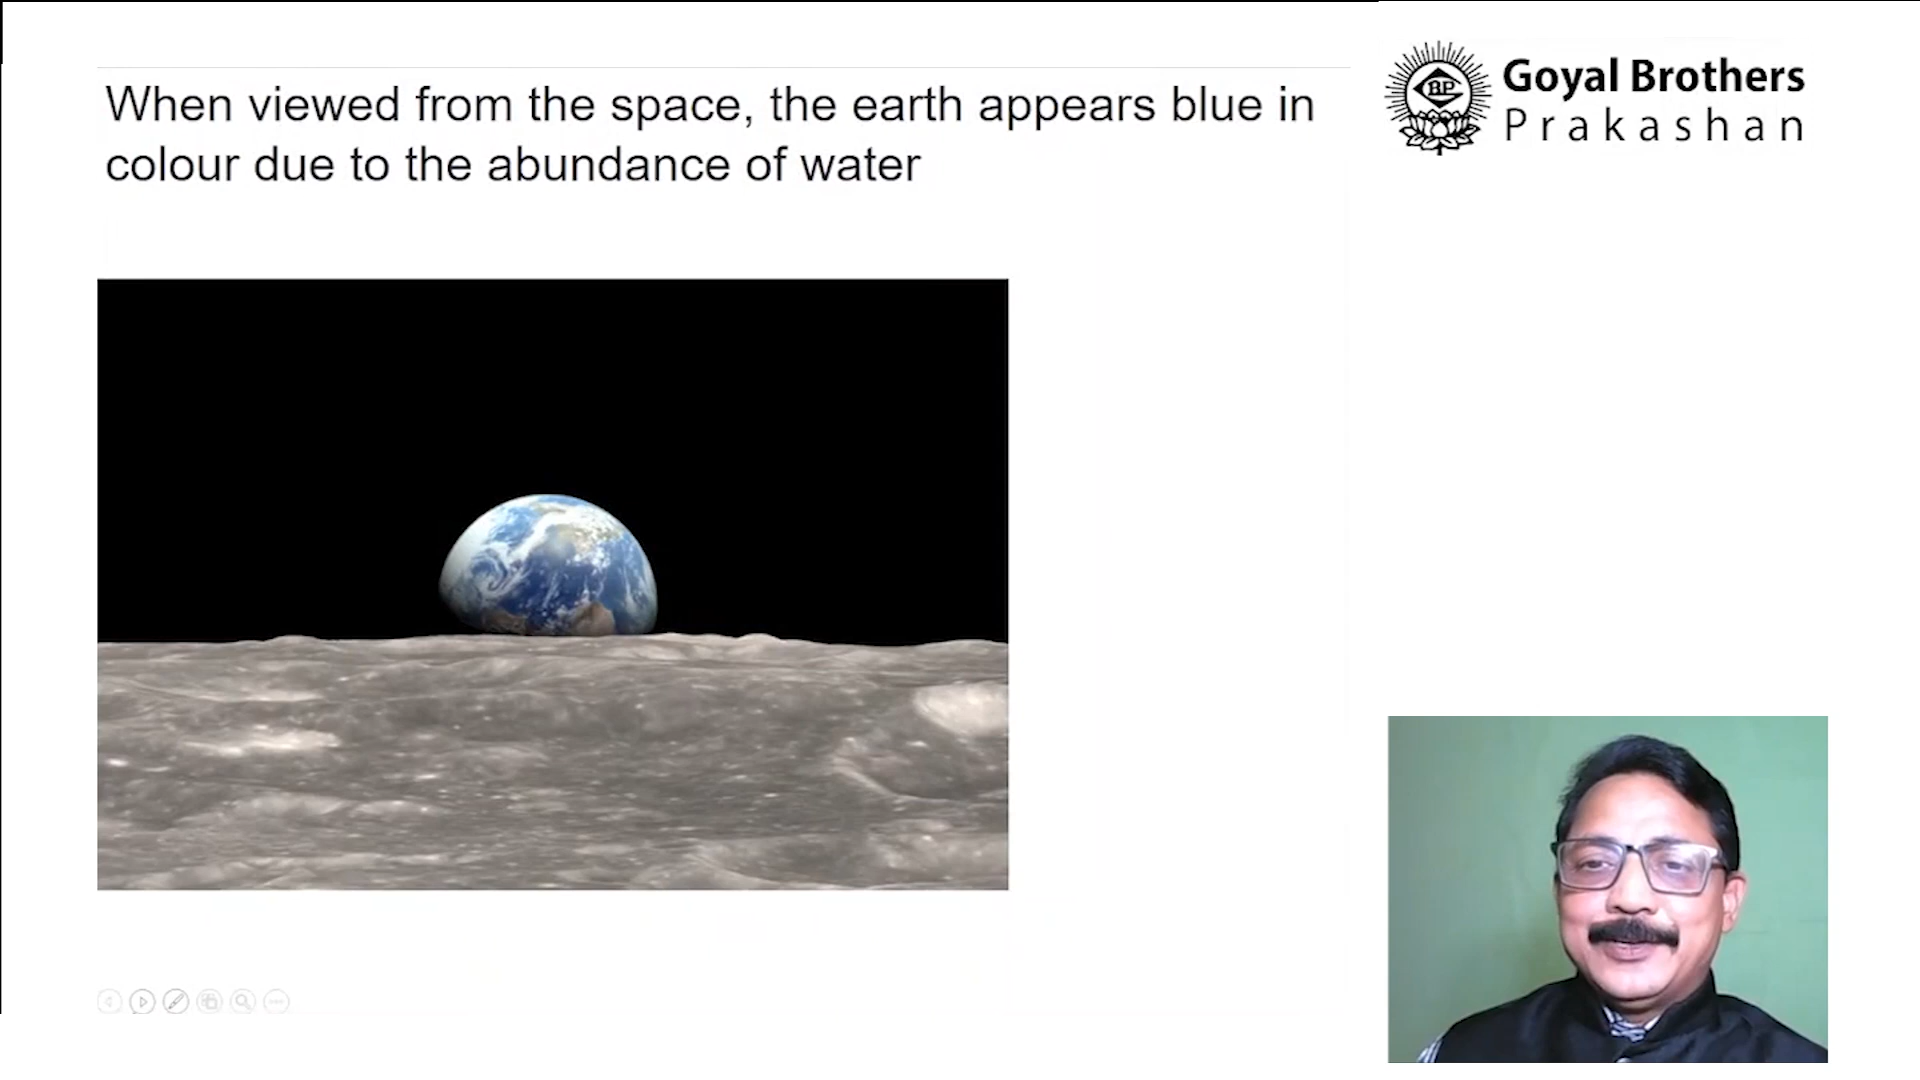 When viewed from the space, the earth appears blue in
colour due to the abundance of water
Goyal Brothers
Prakashan
BP